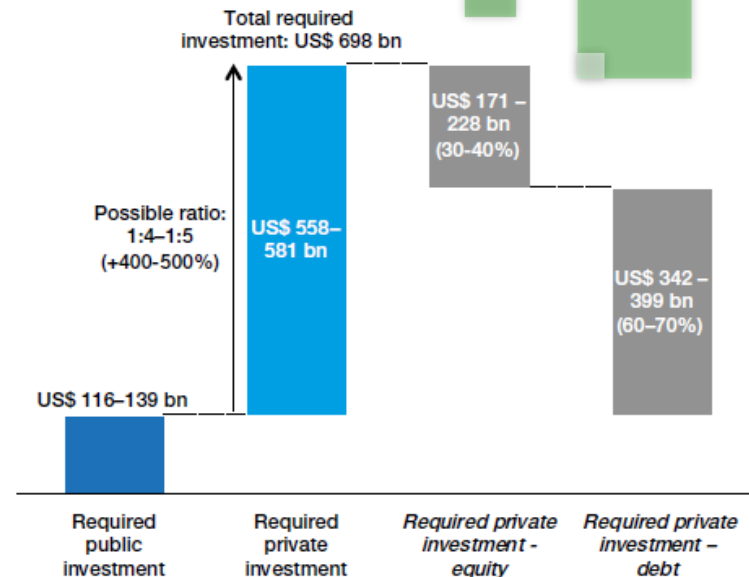 Total required
investment: US$ 698 bn
US$ 171 –
228 bn
(30-40%)
Possible ratio:
1:4–1:5
(+400-500%)
US$ 558–
581 bn
US$ 342 –
399 bn
(60–70%)
US$ 116–139 bn
Required
public
investment
Required
private
investment
Required private
investment -
equity
Required private
investment –
debt